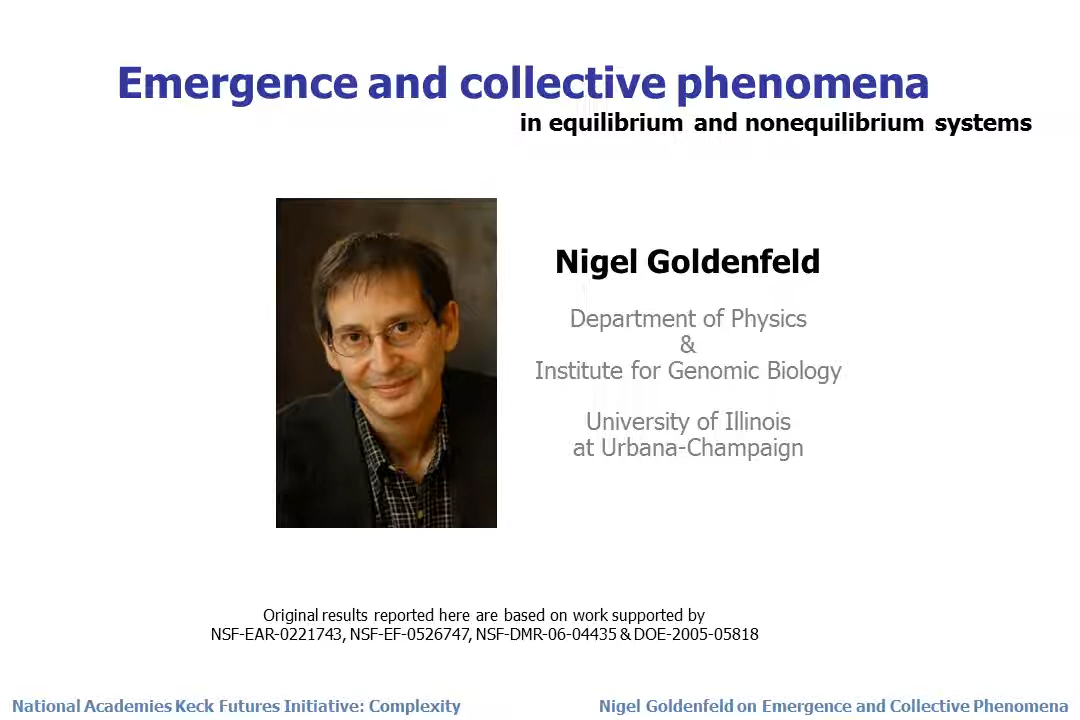 Emergence and collective phenomena
in equilibrium and nonequilibrium systems
Nigel Goldenfeld
Department of Physics
&
Institute for Genomic Biology
University of Illinois
at Urbana-Champaign
Original results reported here are based on work supported by
NSF-EAR-0221743, NSF-EF-0526747, NSF-DMR-06-04435 & DOE-2005-05818
National Academies Keck Futures Initiative: Complexity
Nigel Goldenfeld on Emergence and Collective Phenomena